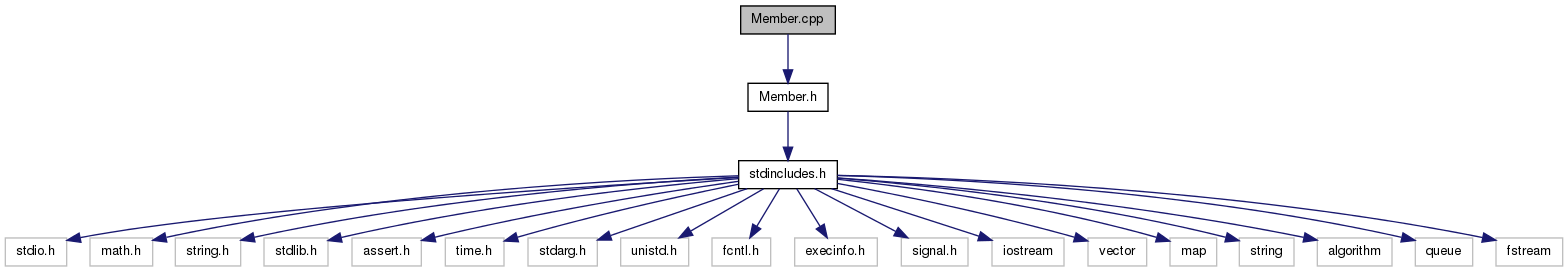 Member.cpp
Member.h
stdincludes.h
stdio.h
math.h
string.h
stdlib.h
assert.h
time.h
stdarg.h
unistd.h
fcntl.h
execinfo.h
signal.h
iostream
vector
map
string
algorithm
queue
fstream